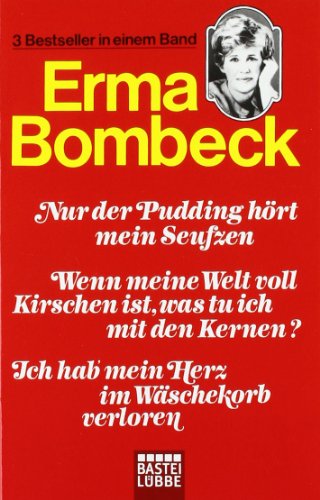 3 Bestseller in einem Band
Erma
Bombeck
Nur der Pudding hört
mein Seufzen
Wenn meine Welt voll
Kirschen ist, was tu ich
mit den Kernen?
Ich hab' mein Herz
im Wäschekorb
verloren
BASTEI
LÜBBE